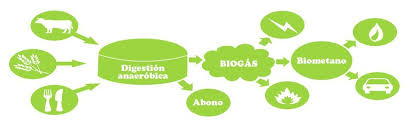 Digestión
anaeróbica
BIOGÁS
Biometano
Abono